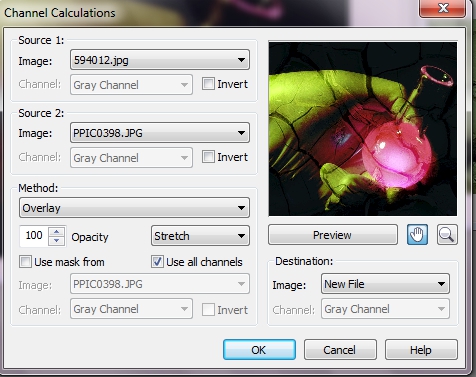 Channel Calculations
Source 1:
Image: 594012.jpg
Channel: Gray Channel Invert
Source 2:
Image: PPIC0398.JPG
Channel: Gray Channel Invert
Method:
Overlay
100 Opacity Stretch
Use mask from Use all channels
Image: PPIC0398.JPG
Channel: Gray Channel Invert
Preview
Destination:
Image: New File
Channel: Gray Channel
OK Cancel Help